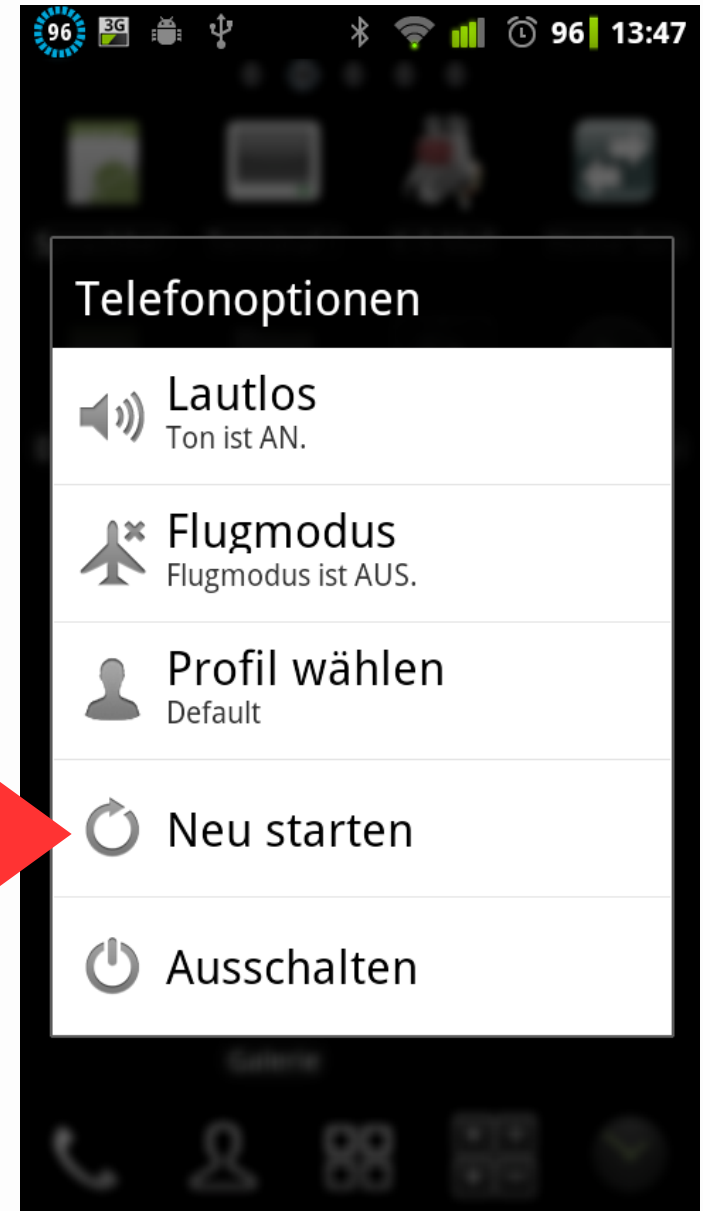 96 3G 96 13:47
Telefonoptionen
Lautlos
Ton ist AN.
Flugmodus
Flugmodus ist AUS.
Profil wählen
Default
Neu starten
Ausschalten
Galerie